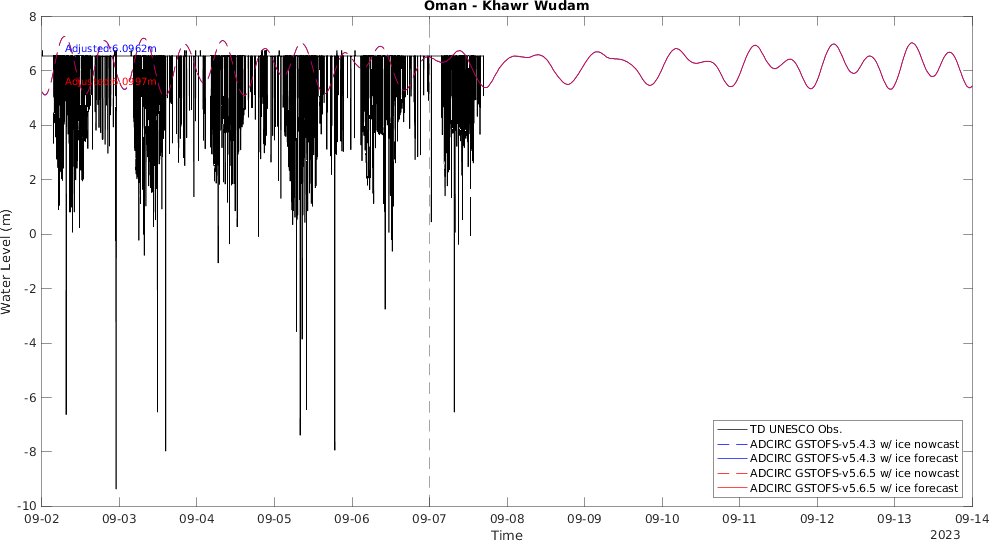 Oman - Khawr Wudam
Adjusted:6.0962m
Water Level (m)
8
6
4
2
0
-2
-4
-6
-8
-10
09-02 09-03 09-04 09-05 09-06 09-07 09-08 09-09 09-10 09-11 09-12 09-13 09-14
Time
2023
TD UNESCO Obs.
ADCIRC GSTOFS-v5.4.3 w/ ice nowcast
ADCIRC GSTOFS-v5.4.3 w/ ice forecast
ADCIRC GSTOFS-v5.6.5 w/ ice nowcast
ADCIRC GSTOFS-v5.6.5 w/ ice forecast